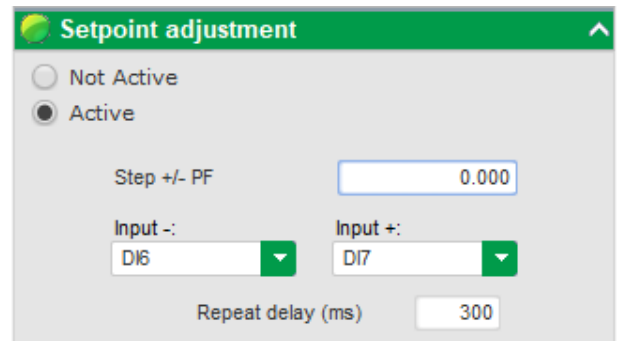 Setpoint adjustment
Not Active
Active
Step +/- PF 0.000
Input -: Input +:
DI6 DI7
Repeat delay (ms) 300